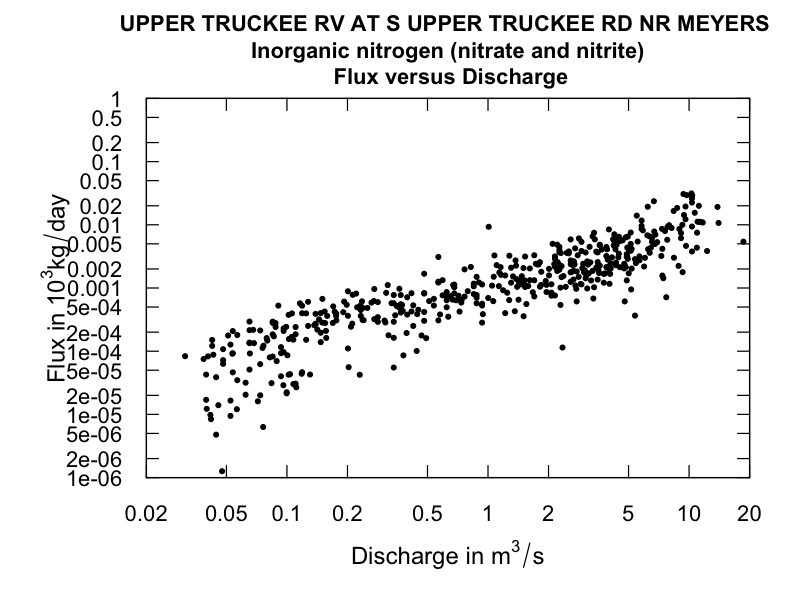 UPPER TRUCKEE RV AT S UPPER TRUCKEE RD NR MEYERS
Inorganic nitrogen (nitrate and nitrite)
Flux versus Discharge
Flux in 10³kg/day
1
0.5
0.2
0.1
0.05
0.02
0.01
0.005
0.002
0.001
5e-04
2e-04
1e-04
5e-05
2e-05
1e-05
5e-06
2e-06
1e-06
0.02 0.05 0.1 0.2 0.5 1 2 5 10 20
Discharge in m³/s